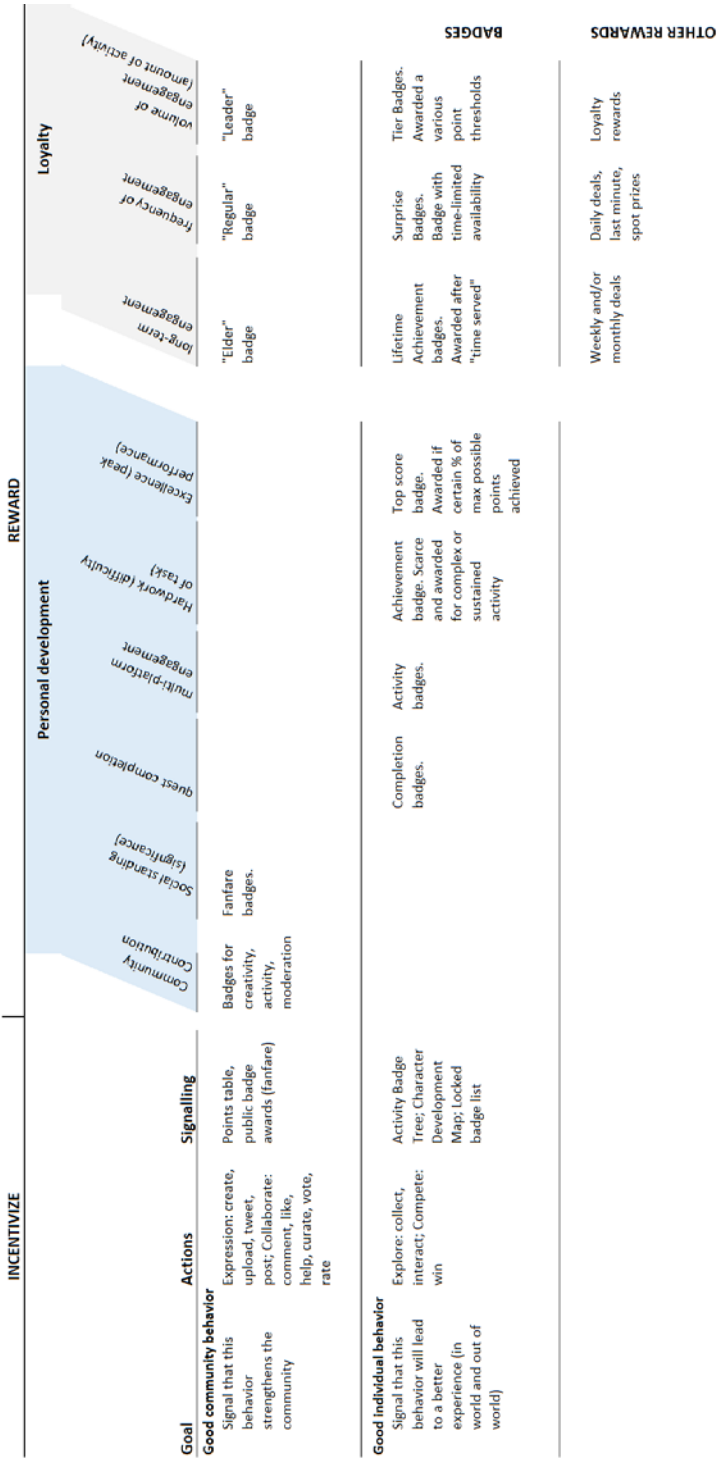 INCENTIVIZE
REWARD
Personal development
Loyalty
Goal
Actions
Signalling
Community
Contribution
Social standing
(significance)
quest completion
multi-platform
engagement
Hardwork (difficulty
of task)
Excellence (peak
performance)
long-term
engagement
frequency of
engagement
volume of
engagement
(amount of activity)
Good community behavior
Signal that this
behavior
strengthens the
community
Expression: create,
upload, tweet,
post; Collaborate:
comment, like,
help, curate, vote,
rate
Points table,
public badge
awards (fanfare)
Badges for
creativity,
activity,
moderation
Fanfare
badges.
"Elder"
badge
"Regular"
badge
"Leader"
badge
Good individual behavior
Signal that this
behavior will lead
to a better
experience (in
world and out of
world)
Explore: collect,
interact; Compete:
win
Activity Badge
Tree; Character
Development
Map; Locked
badge list
Completion
badges.
Activity
badges.
Achievement
badge. Scarce
and awarded
for complex or
sustained
activity
Top score
badge.
Awarded if
certain % of
max possible
points
achieved
Lifetime
Achievement
badges.
Awarded after
"time served"
Surprise
Badges.
Badge with
time-limited
availability
Tier Badges.
Awarded a
various
point
thresholds
BADGES
Weekly and/or
monthly deals
Daily deals,
last minute,
spot prizes
Loyalty
rewards
OTHER REWARDS